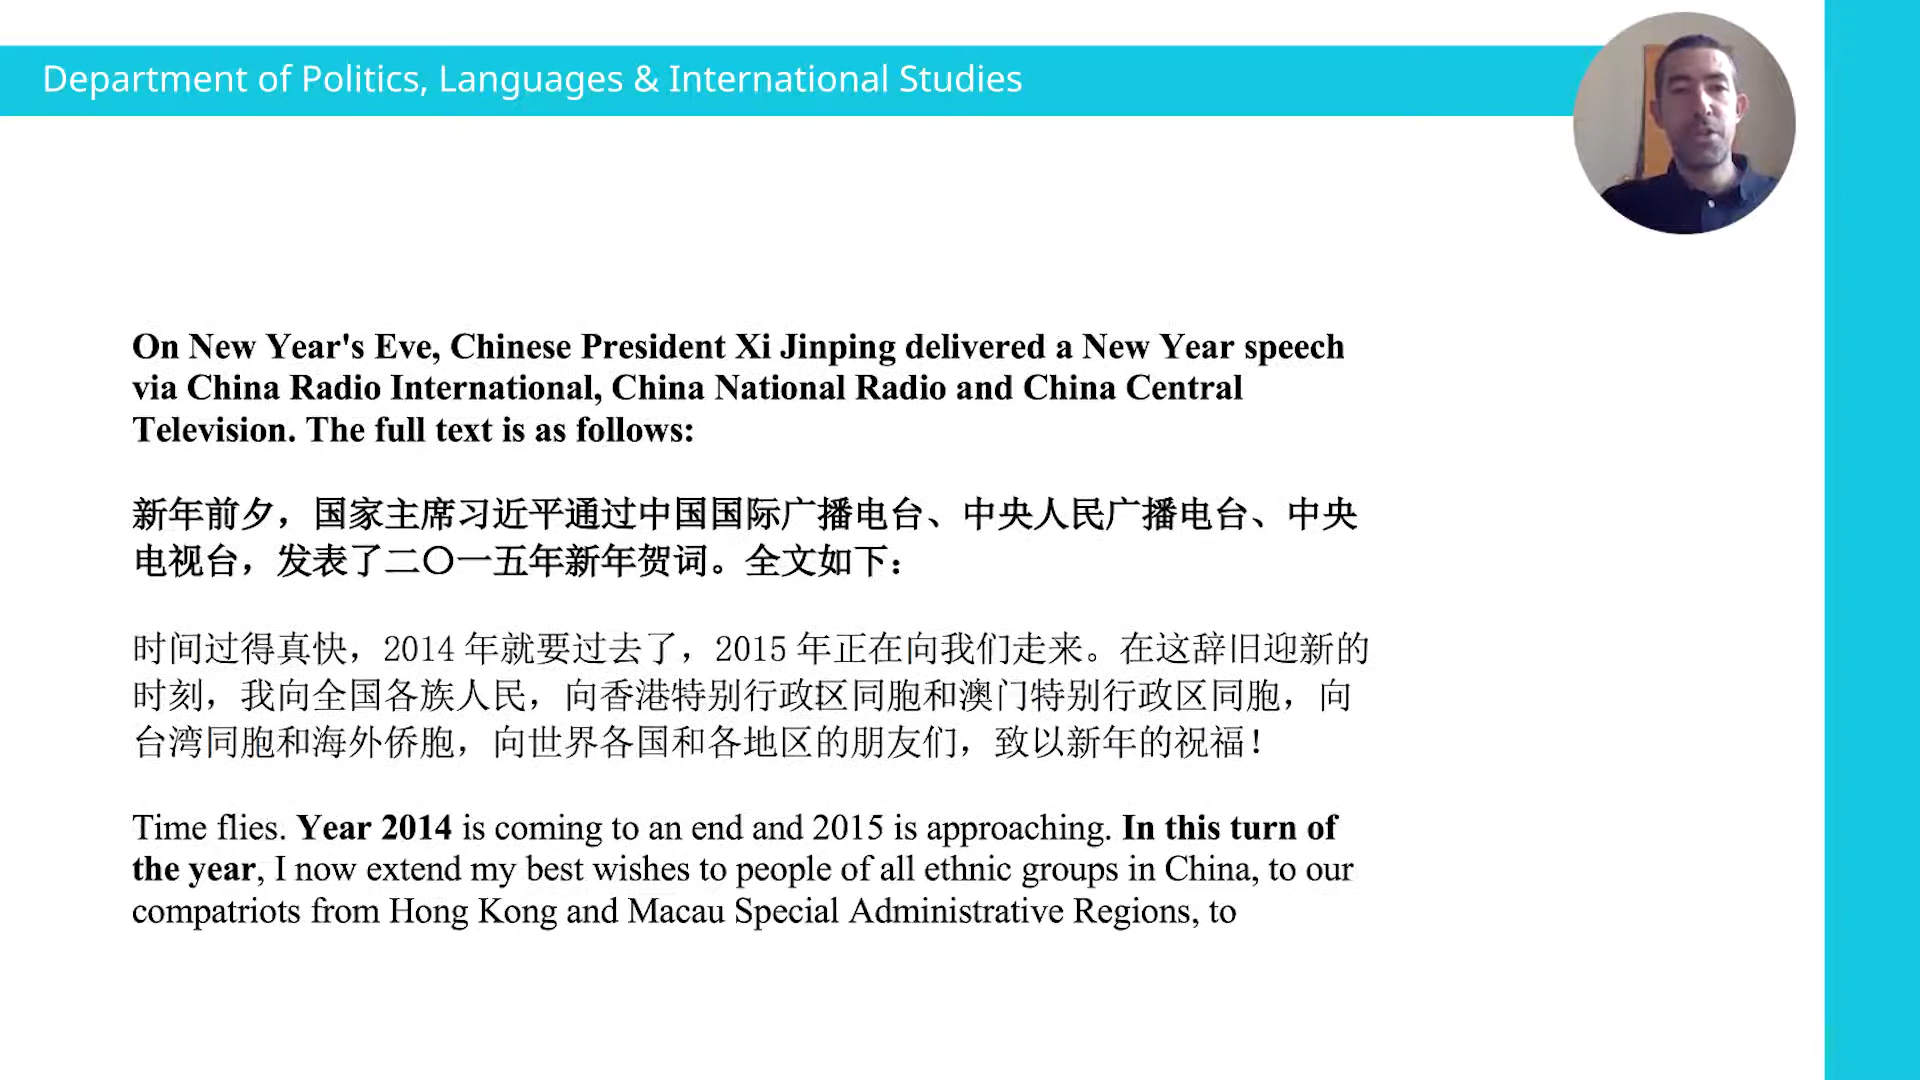 Department of Politics, Languages & International Studies
On New Year's Eve, Chinese President Xi Jinping delivered a New Year speech
via China Radio International, China National Radio and China Central
Television. The full text is as follows:
新年前夕，国家主席习近平通过中国国际广播电台、中央人民广播电台、中央
电视台，发表了二〇一五年新年贺词。全文如下：
时间过得真快，2014 年就要过去了，2015 年正在向我们走来。在这辞旧迎新的
时刻，我向全国各族人民，向香港特别行政区同胞和澳门特别行政区同胞，向
台湾同胞和海外侨胞，向世界各国和各地区的朋友们，致以新年的祝福！
Time flies. Year 2014 is coming to an end and 2015 is approaching. In this turn of
the year, I now extend my best wishes to people of all ethnic groups in China, to our
compatriots from Hong Kong and Macau Special Administrative Regions, to